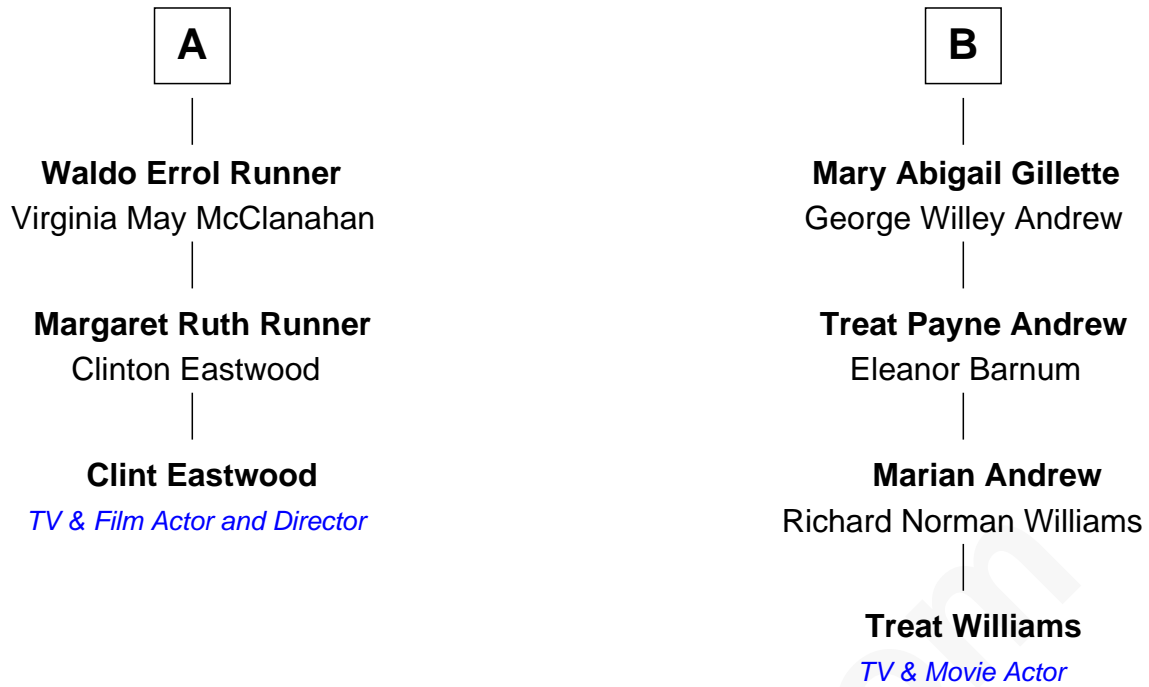 A
Waldo Errol Runner
Virginia May McClanahan
Margaret Ruth Runner
Clinton Eastwood
Clint Eastwood
TV & Film Actor and Director
B
Mary Abigail Gillette
George Willey Andrew
Treat Payne Andrew
Eleanor Barnum
Marian Andrew
Richard Norman Williams
Treat Williams
TV & Movie Actor